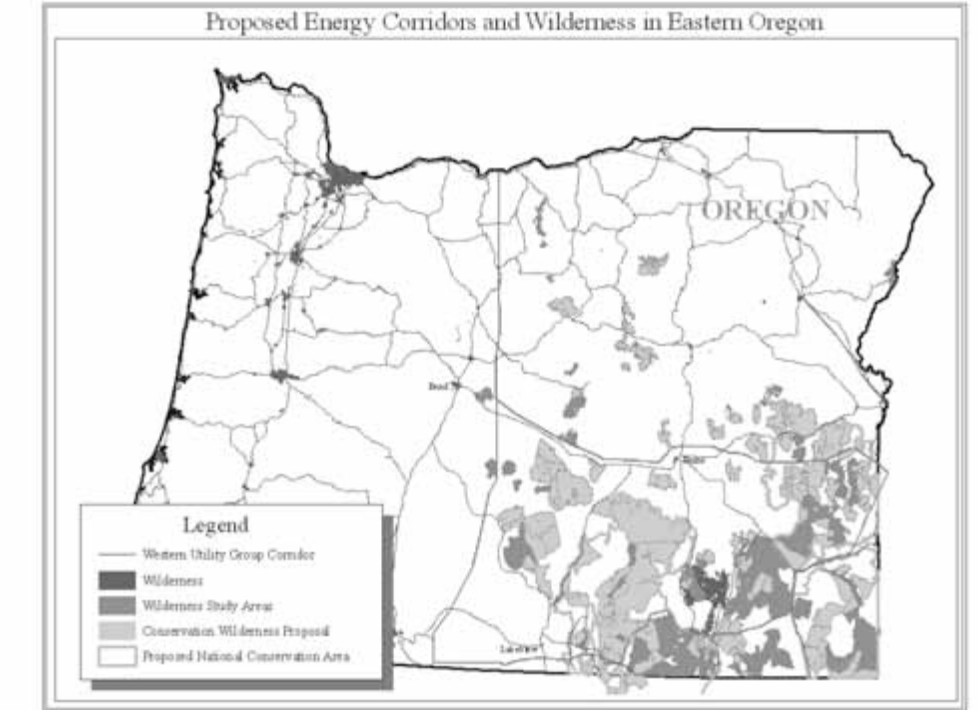 Proposed Energy Corridors and Wilderness in Eastern Oregon
OREGON
Bend
Legend
Western Utility Group Corridor
Wilderness
Wilderness Study Areas
Conservation Wilderness Proposal
Proposed National Conservation Area
Lakeview